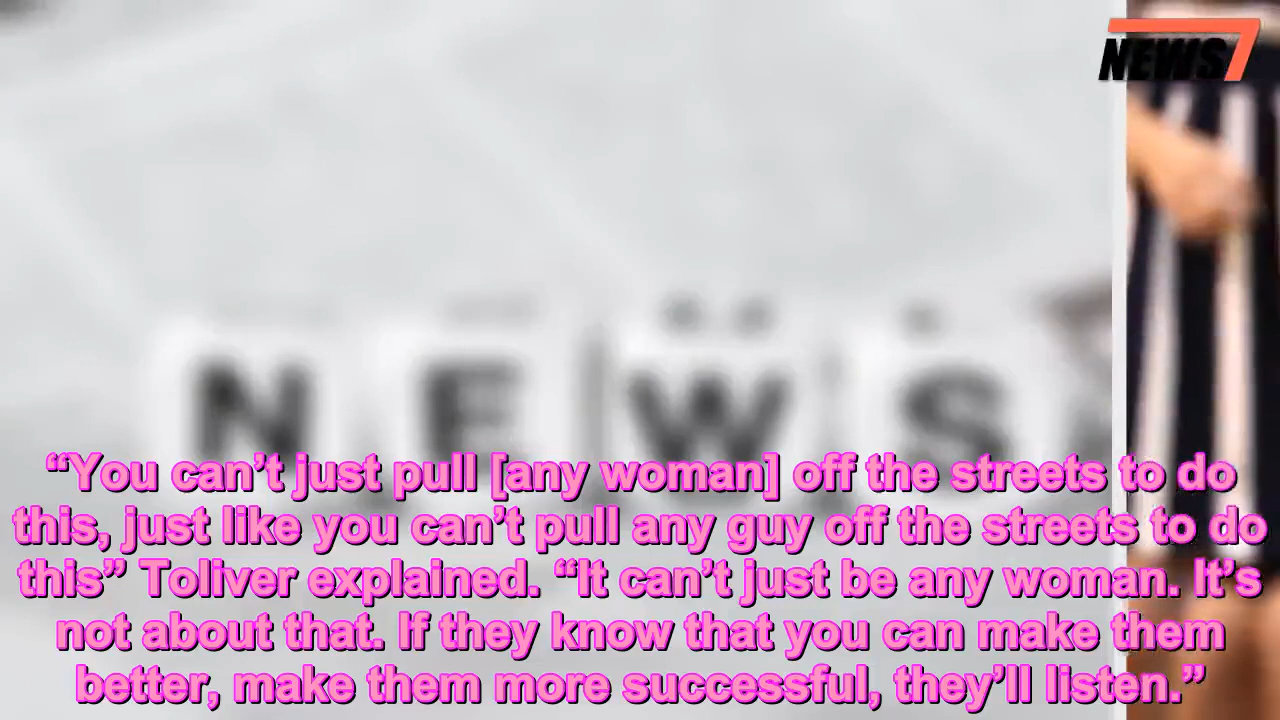 NEWS7
NEWS
“You can’t just pull [any woman] off the streets to do
this, just like you can’t pull any guy off the streets to do
this” Toliver explained. “It can’t just be any woman. It’s
not about that. If they know that you can make them
better, make them more successful, they’ll listen.”